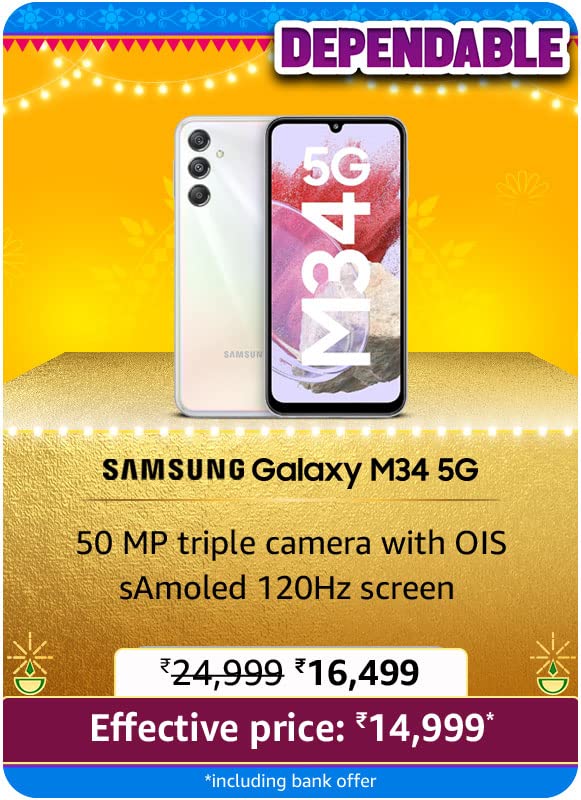 DEPENDABLE
5G
M34
SAMSUN
SAMSUNG Galaxy M34 5G
50 MP triple camera with OIS
sAmoled 120Hz screen
₹24,999 ₹16,499
Effective price: ₹14,999*
*including bank offer